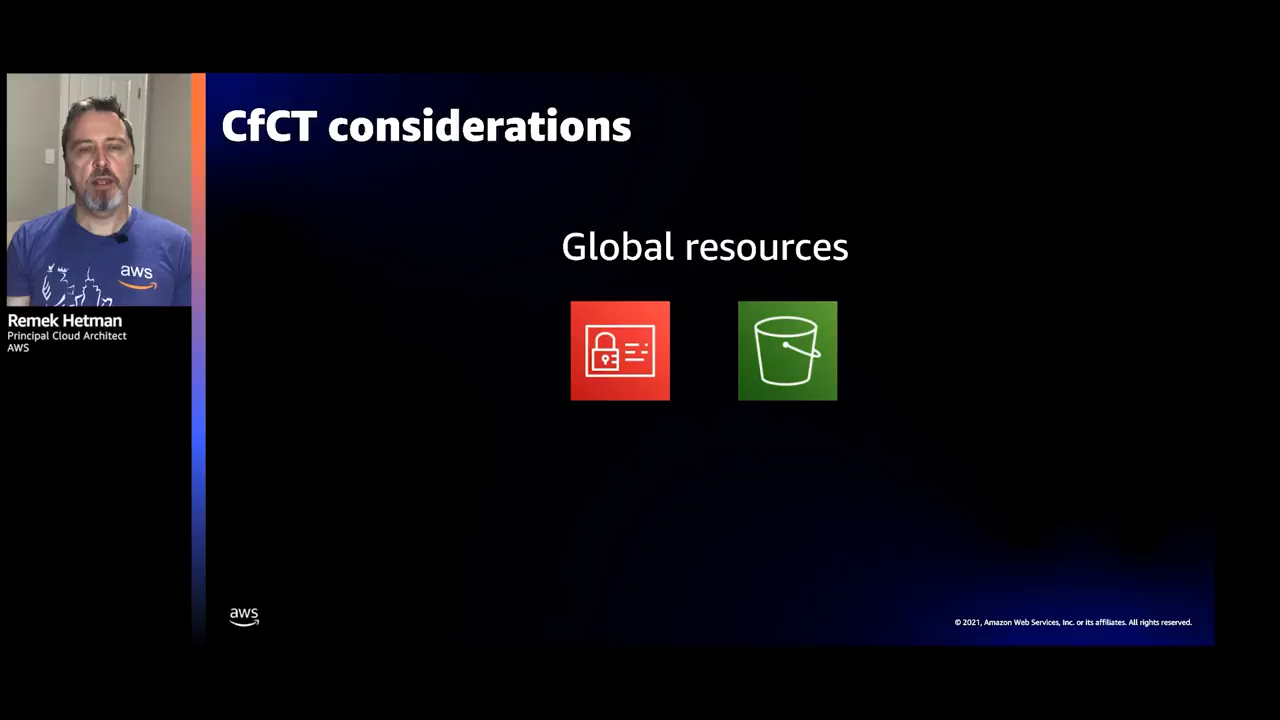 CfCT considerations
Global resources
aws
Remek Hetman
Principal Cloud Architect
AWS
aws
© 2021, Amazon Web Services, Inc. or its affiliates. All rights reserved.